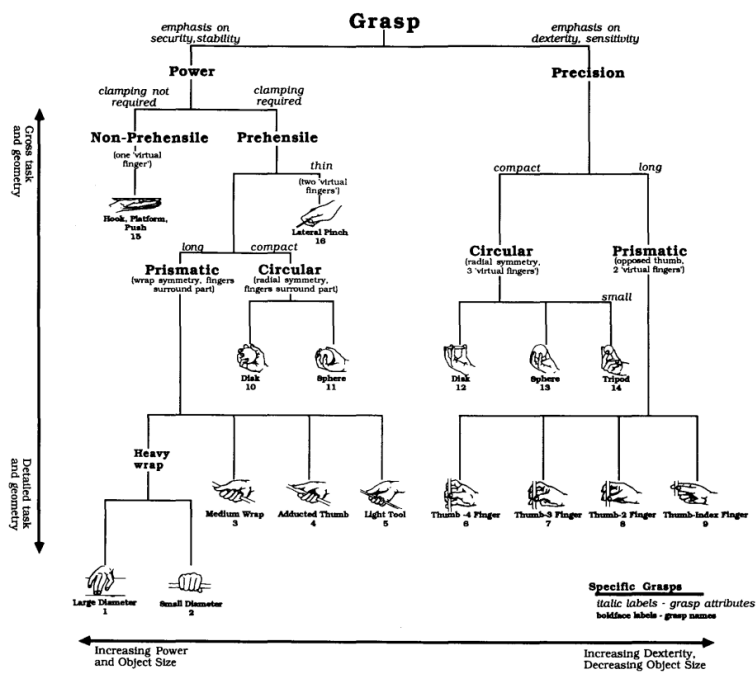 Grasp
emphasis on
security,stability
emphasis on
dexterity, sensitivity
Power
Precision
clamping not
required
clamping
required
Non-Prehensile
(one 'virtual
finger')
Prehensile
thin
(two 'virtual
fingers')
compact
long
Hook, Platform,
Push
15
Lateral Pinch
16
long
compact
Prismatic
(wrap symmetry, fingers
surround part)
Circular
(radial symmetry,
fingers surround part)
Circular
(radial symmetry,
3 'virtual fingers')
Prismatic
(opposed thumb,
2 'virtual fingers')
small
Disk
10
Sphere
11
Disk
12
Sphere
13
Tripod
14
Heavy
wrap
Medium Wrap
3
Adducted Thumb
4
Light Tool
5
Thumb -4 Finger
6
Thumb-3 Finger
7
Thumb-2 Finger
8
Thumb-Index Finger
9
Large Diameter
1
Small Diameter
2
Gross task
and geometry
Detailed task
and geometry
Specific Grasps
italic labels - grasp attributes
boldface labels - grasp names
Increasing Power
and Object Size
Increasing Dexterity,
Decreasing Object Size